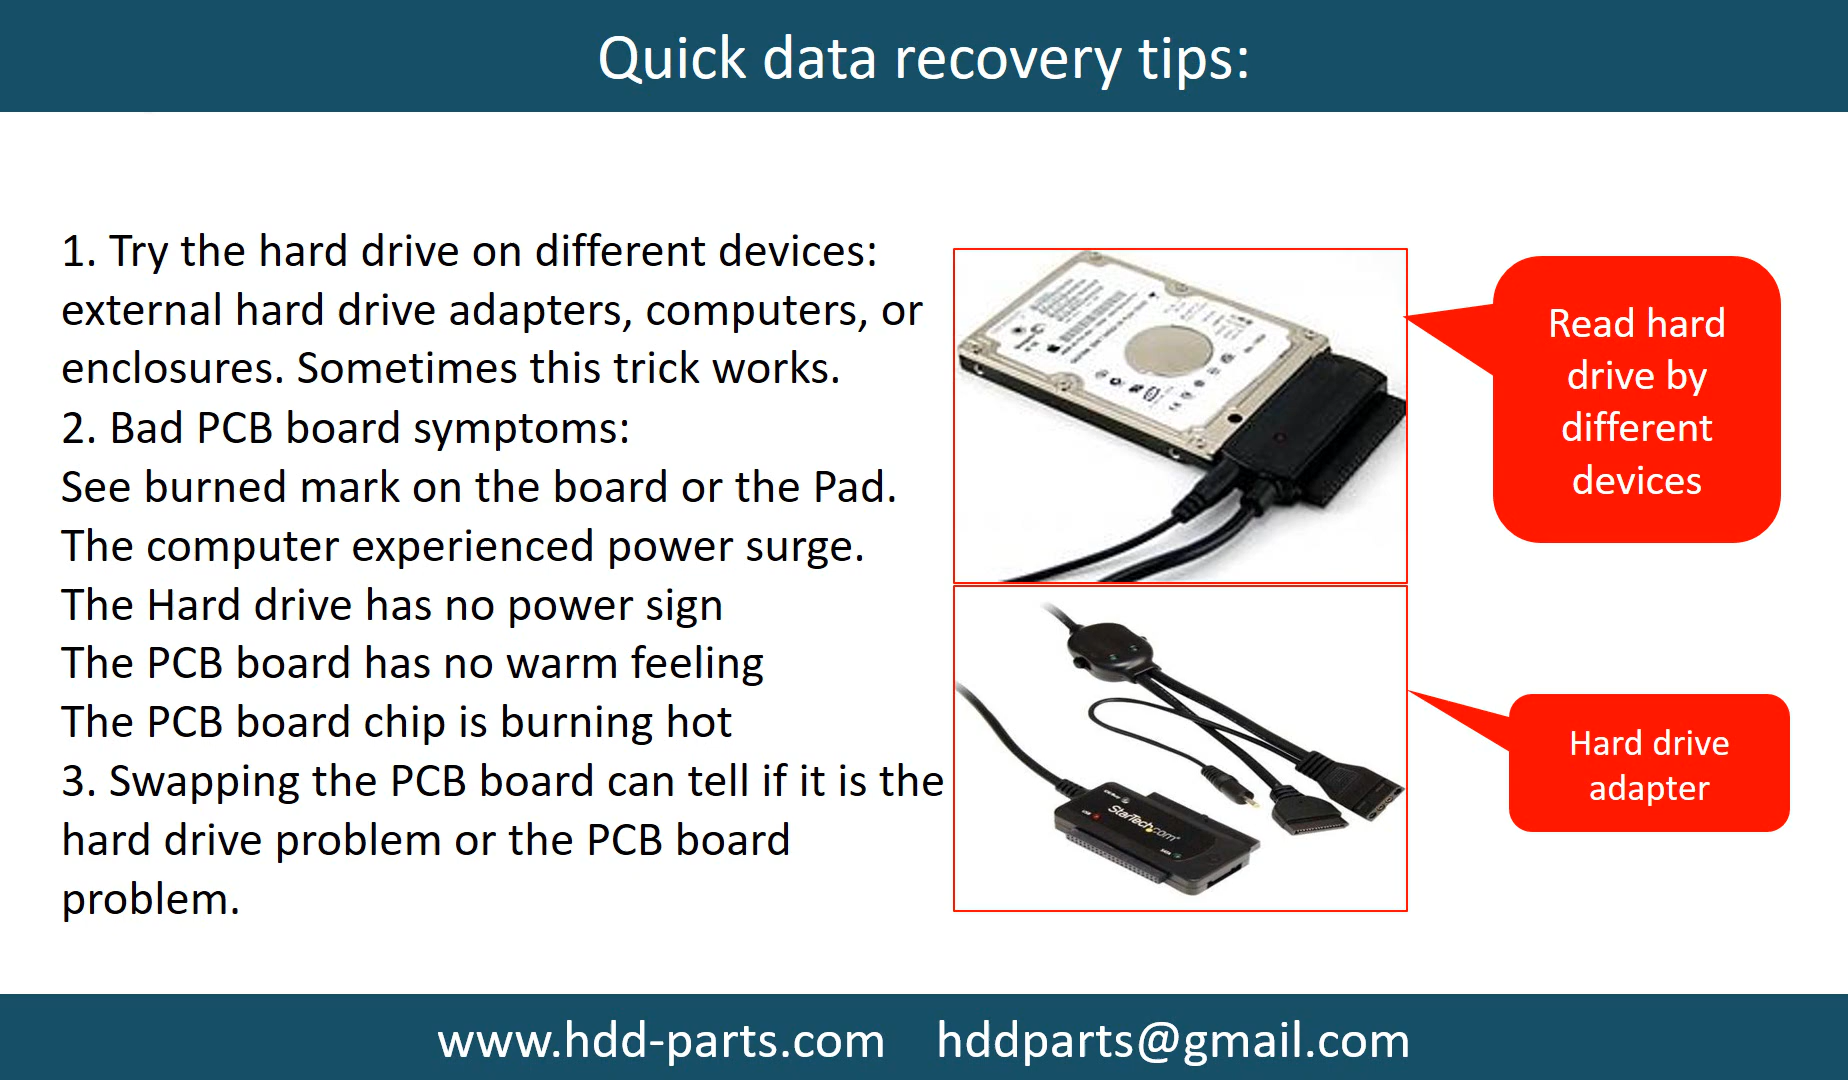 Quick data recovery tips:
1. Try the hard drive on different devices:
external hard drive adapters, computers, or
enclosures. Sometimes this trick works.
2. Bad PCB board symptoms:
See burned mark on the board or the Pad.
The computer experienced power surge.
The Hard drive has no power sign
The PCB board has no warm feeling
The PCB board chip is burning hot
3. Swapping the PCB board can tell if it is the
hard drive problem or the PCB board
problem.
Read hard
drive by
different
devices
StarTech.com
Hard drive
adapter
www.hdd-parts.com hddparts@gmail.com